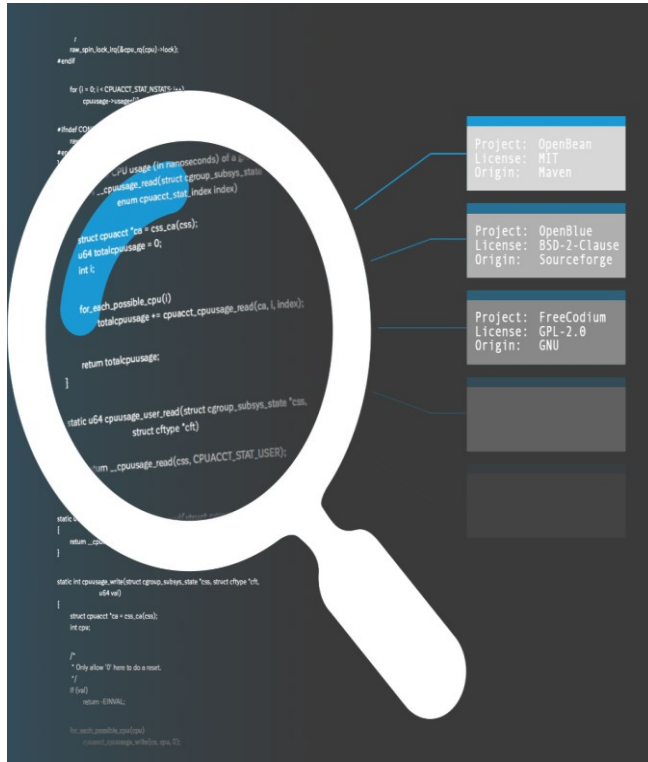 raw_spin_lock_irq(&cpu_rq(cpu)->lock);
#endif
for (i = 0; i < CPUACCT_STAT_NSTATS; i++)
#endif
CPU usage (in nanoseconds) of a
__cpuusage_read(struct cgroup_subsys_state
enum cpuacct_stat_index index)
struct cpuacct *ca = css_ca(css);
u64 totalcpuusage = 0;
int i;
for_each_possible_cpu(i)
totalcpuusage += cpuacct_cpuusage_read(ca, i, index);
return totalcpuusage;
}
static u64 cpuusage_user_read(struct cgroup_subsys_state *css,
struct cftype *cft)
__cpuusage_read(css, CPUACCT_STAT_USER);
static
{
return
}
static int cpuusage_write(struct cgroup_subsys_state *css, struct cftype *cft,
u64 val)
{
struct cpuacct *ca = css_ca(css);
int cpu;
/*
* Only allow '0' here to do a reset.
*/
if (val)
return -EINVAL;
for_each_possible_cpu(cpu)
cpuacct_cpuusage_write(ca, cpu, 0);
Project: OpenBean
License: MIT
Origin: Maven
Project: OpenBlue
License: BSD-2-Clause
Origin: Sourceforge
Project: FreeCodium
License: GPL-2.0
Origin: GNU